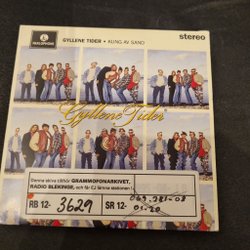 PARLOPHONE
GYLLENE TIDER • KUNG AV SAND
stereo
Gyllene Tider
Denna skiva tillhör GRAMMOFONARKIVET,
RADIO BLEKINGE, och får EJ lämna stationen!
RB 12- 3629
SR 12-